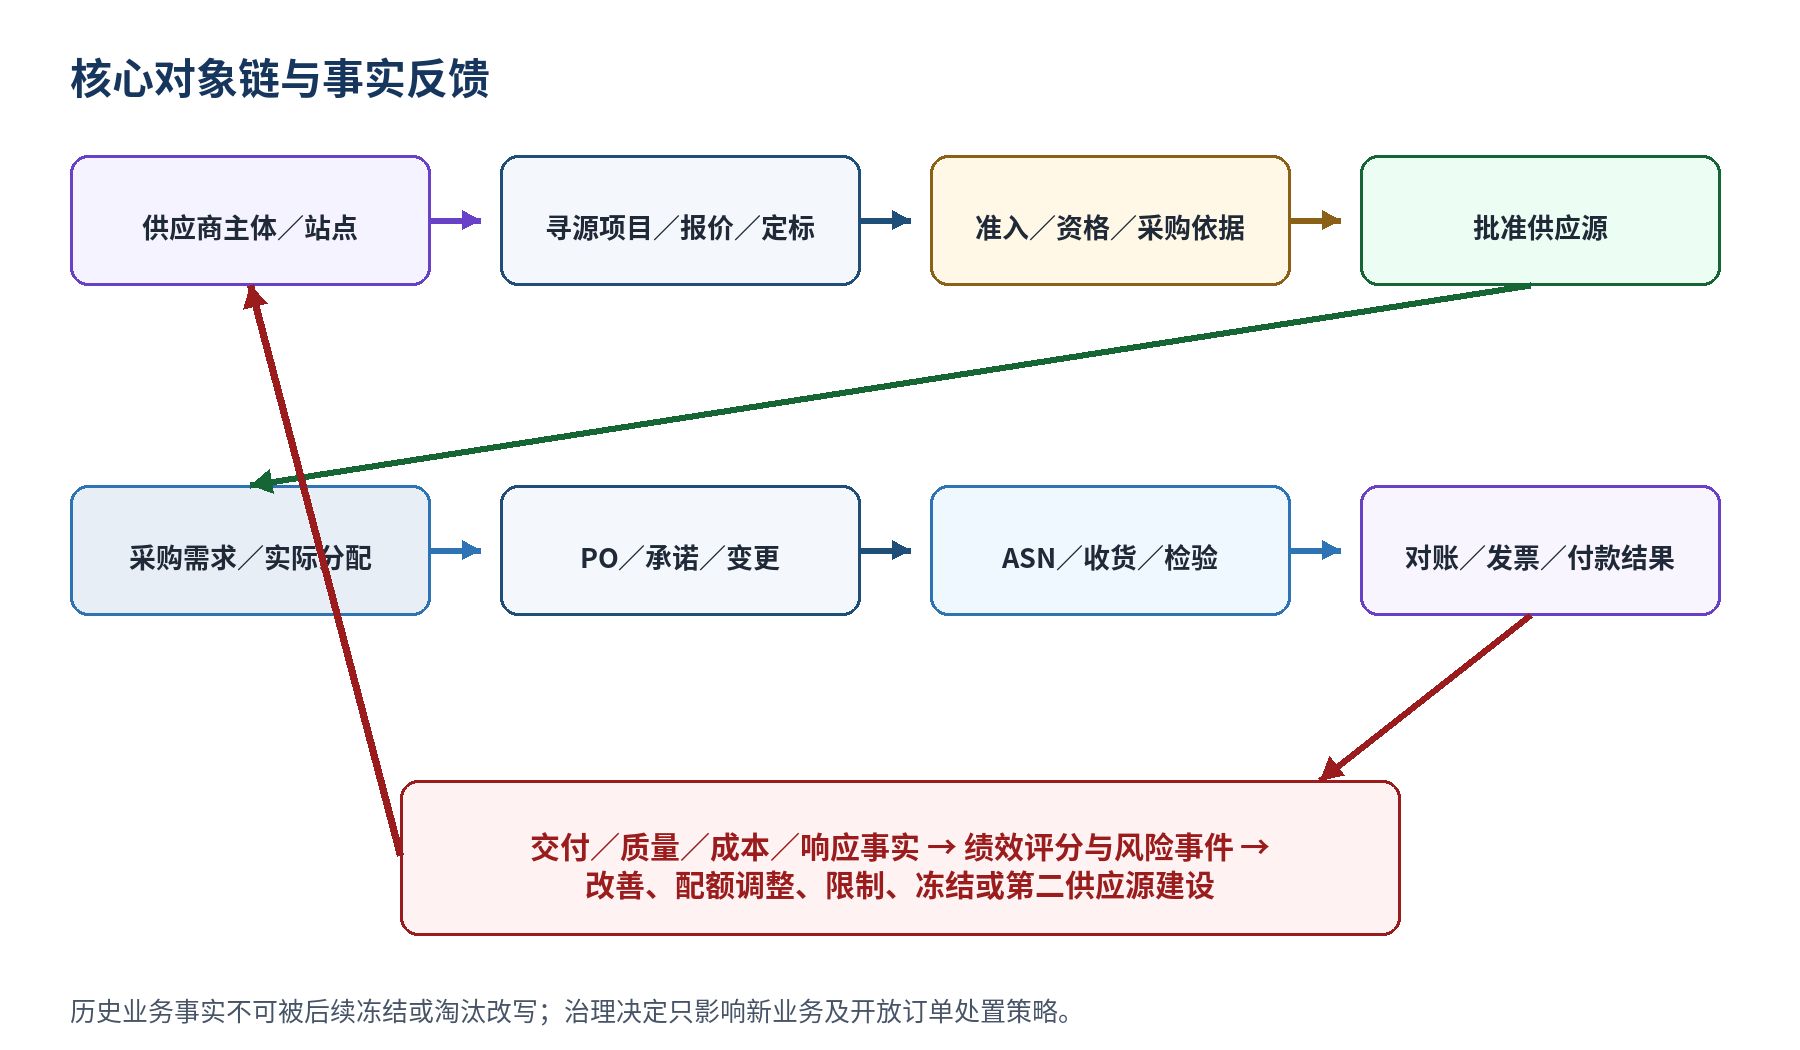 核心对象链与事实反馈
供应商主体／站点
寻源项目／报价／定标
准入／资格／采购依据
批准供应源
采购需求／实际分配
PO／承诺／变更
ASN／收货／检验
对账／发票／付款结果
交付／质量／成本／响应事实 → 绩效评分与风险事件 →
改善、配额调整、限制、冻结或第二供应源建设
历史业务事实不可被后续冻结或淘汰改写；治理决定只影响新业务及开放订单处置策略。